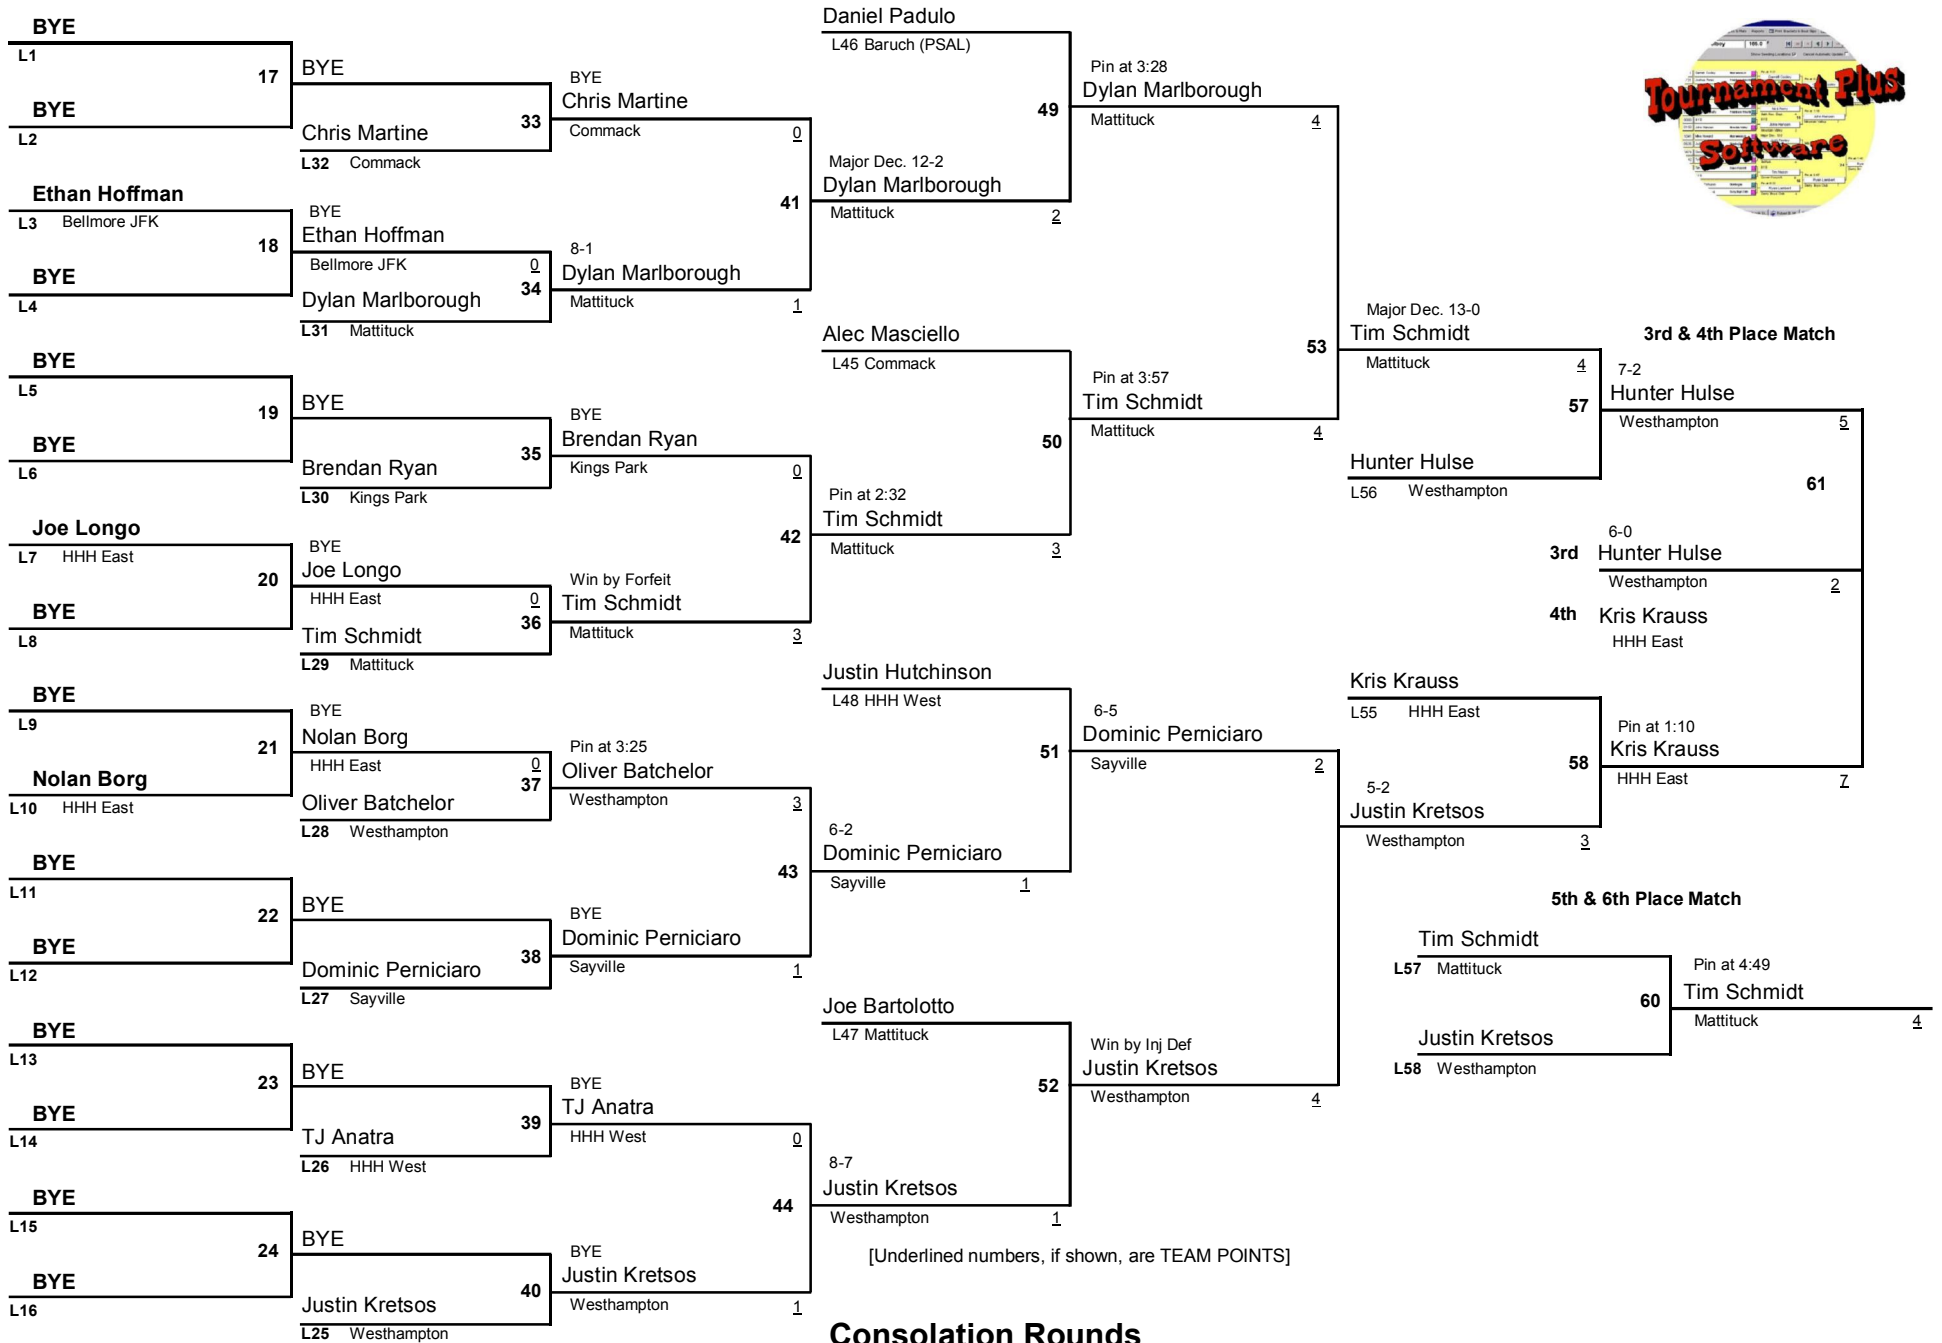 BYE
L1
17
BYE
L2
BYE
Chris Martine
L32 Commack
33
BYE
Chris Martine
Commack
0
Ethan Hoffman
L3 Bellmore JFK
18
BYE
L4
BYE
Ethan Hoffman
Bellmore JFK
0
34
Dylan Marlborough
L31 Mattituck
8-1
Dylan Marlborough
Mattituck
1
41
Major Dec. 12-2
Dylan Marlborough
Mattituck
2
Daniel Padulo
L46 Baruch (PSAL)
49
Pin at 3:28
Dylan Marlborough
Mattituck
4
BYE
L5
19
BYE
L6
BYE
Brendan Ryan
L30 Kings Park
35
BYE
Brendan Ryan
Kings Park
0
Joe Longo
L7 HHH East
20
BYE
L8
BYE
Joe Longo
HHH East
0
36
Tim Schmidt
L29 Mattituck
Win by Forfeit
Tim Schmidt
Mattituck
3
42
Pin at 2:32
Tim Schmidt
Mattituck
3
Alec Masciello
L45 Commack
50
Pin at 3:57
Tim Schmidt
Mattituck
4
53
Major Dec. 13-0
Tim Schmidt
Mattituck
4
Hunter Hulse
L56 Westhampton
57
3rd & 4th Place Match
7-2
Hunter Hulse
Westhampton
5
61
6-0
3rd Hunter Hulse
Westhampton
2
4th Kris Krauss
HHH East
BYE
L9
21
Nolan Borg
L10 HHH East
BYE
Nolan Borg
HHH East
0
37
Oliver Batchelor
L28 Westhampton
Pin at 3:25
Oliver Batchelor
Westhampton
3
BYE
L11
22
BYE
L12
BYE
Dominic Perniciaro
L27 Sayville
38
BYE
Dominic Perniciaro
Sayville
1
43
6-2
Dominic Perniciaro
Sayville
1
Justin Hutchinson
L48 HHH West
51
6-5
Dominic Perniciaro
Sayville
2
BYE
L13
23
BYE
L14
BYE
TJ Anatra
L26 HHH West
39
BYE
TJ Anatra
HHH West
0
BYE
L15
24
BYE
L16
BYE
Justin Kretsos
L25 Westhampton
40
BYE
Justin Kretsos
Westhampton
1
44
8-7
Justin Kretsos
Westhampton
1
Joe Bartolotto
L47 Mattituck
52
Win by Inj Def
Justin Kretsos
Westhampton
4
5-2
Justin Kretsos
Westhampton
3
Kris Krauss
L55 HHH East
58
Pin at 1:10
Kris Krauss
HHH East
7
5th & 6th Place Match
Tim Schmidt
L57 Mattituck
60
Justin Kretsos
L58 Westhampton
Pin at 4:49
Tim Schmidt
Mattituck
4
[Underlined numbers, if shown, are TEAM POINTS]
Consolation Rounds
Tournament Plus
Software